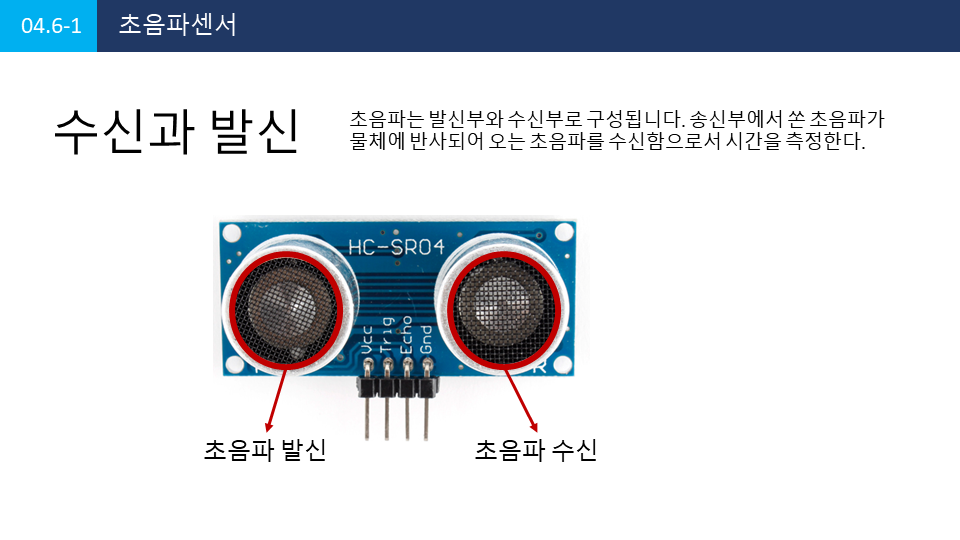 04.6-1 초음파센서
수신과 발신
초음파는 발신부와 수신부로 구성됩니다. 송신부에서 쏜 초음파가
물체에 반사되어 오는 초음파를 수신함으로서 시간을 측정한다.
HC-SR04
Vcc
Trig
Echo
Gnd
초음파 발신
초음파 수신